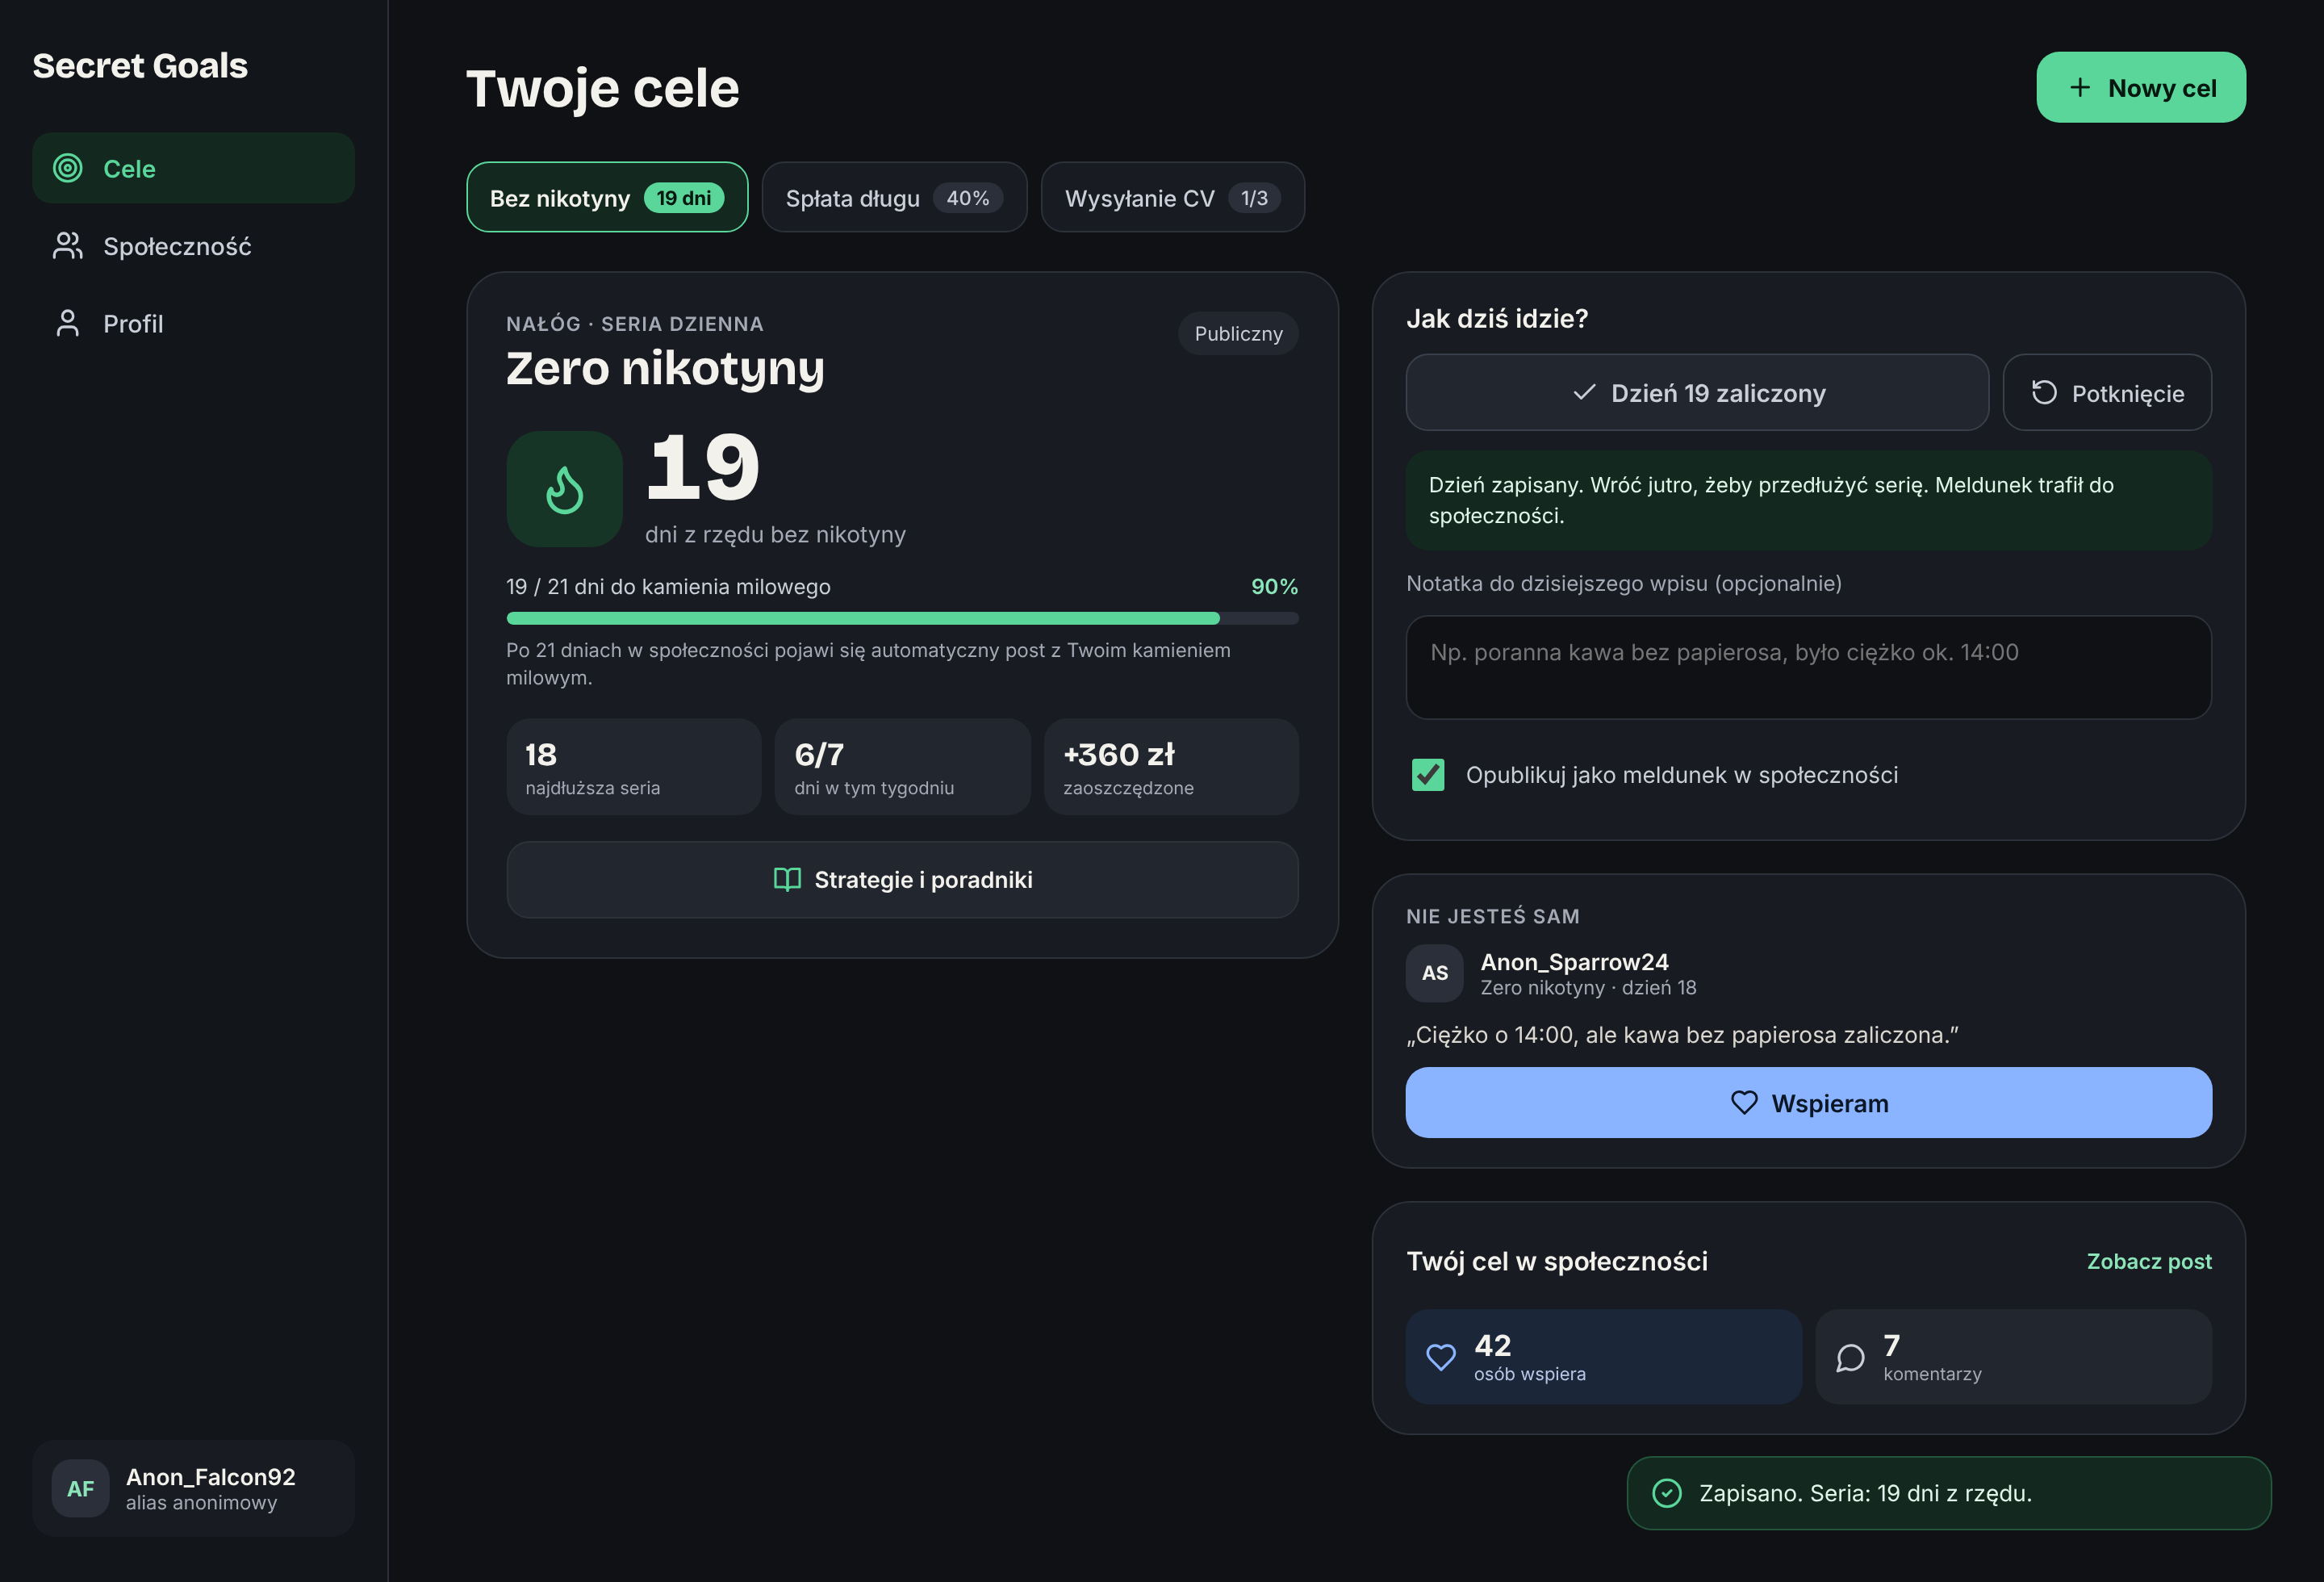 Secret Goals
Cele
Społeczność
Profil
AF
Anon_Falcon92
alias anonimowy
Twoje cele
Nowy cel
Bez nikotyny 19 dni
Spłata długu 40%
Wysyłanie CV 1/3
NAŁÓG · SERIA DZIENNA
Publiczny
Zero nikotyny
19
dni z rzędu bez nikotyny
19 / 21 dni do kamienia milowego 90%
Po 21 dniach w społeczności pojawi się automatyczny post z Twoim kamieniem
milowym.
18
najdłuższa seria
6/7
dni w tym tygodniu
+360 zł
zaoszczędzone
Strategie i poradniki
Jak dziś idzie?
Dzień 19 zaliczony
Potknięcie
Dzień zapisany. Wróć jutro, żeby przedłużyć serię. Meldunek trafił do
społeczności.
Notatka do dzisiejszego wpisu (opcjonalnie)
Np. poranna kawa bez papierosa, było ciężko ok. 14:00
Opublikuj jako meldunek w społeczności
NIE JESTEŚ SAM
AS
Anon_Sparrow24
Zero nikotyny · dzień 18
„Ciężko o 14:00, ale kawa bez papierosa zaliczona.”
Wspieram
Twój cel w społeczności
Zobacz post
42
osób wspiera
7
komentarzy
Zapisano. Seria: 19 dni z rzędu.